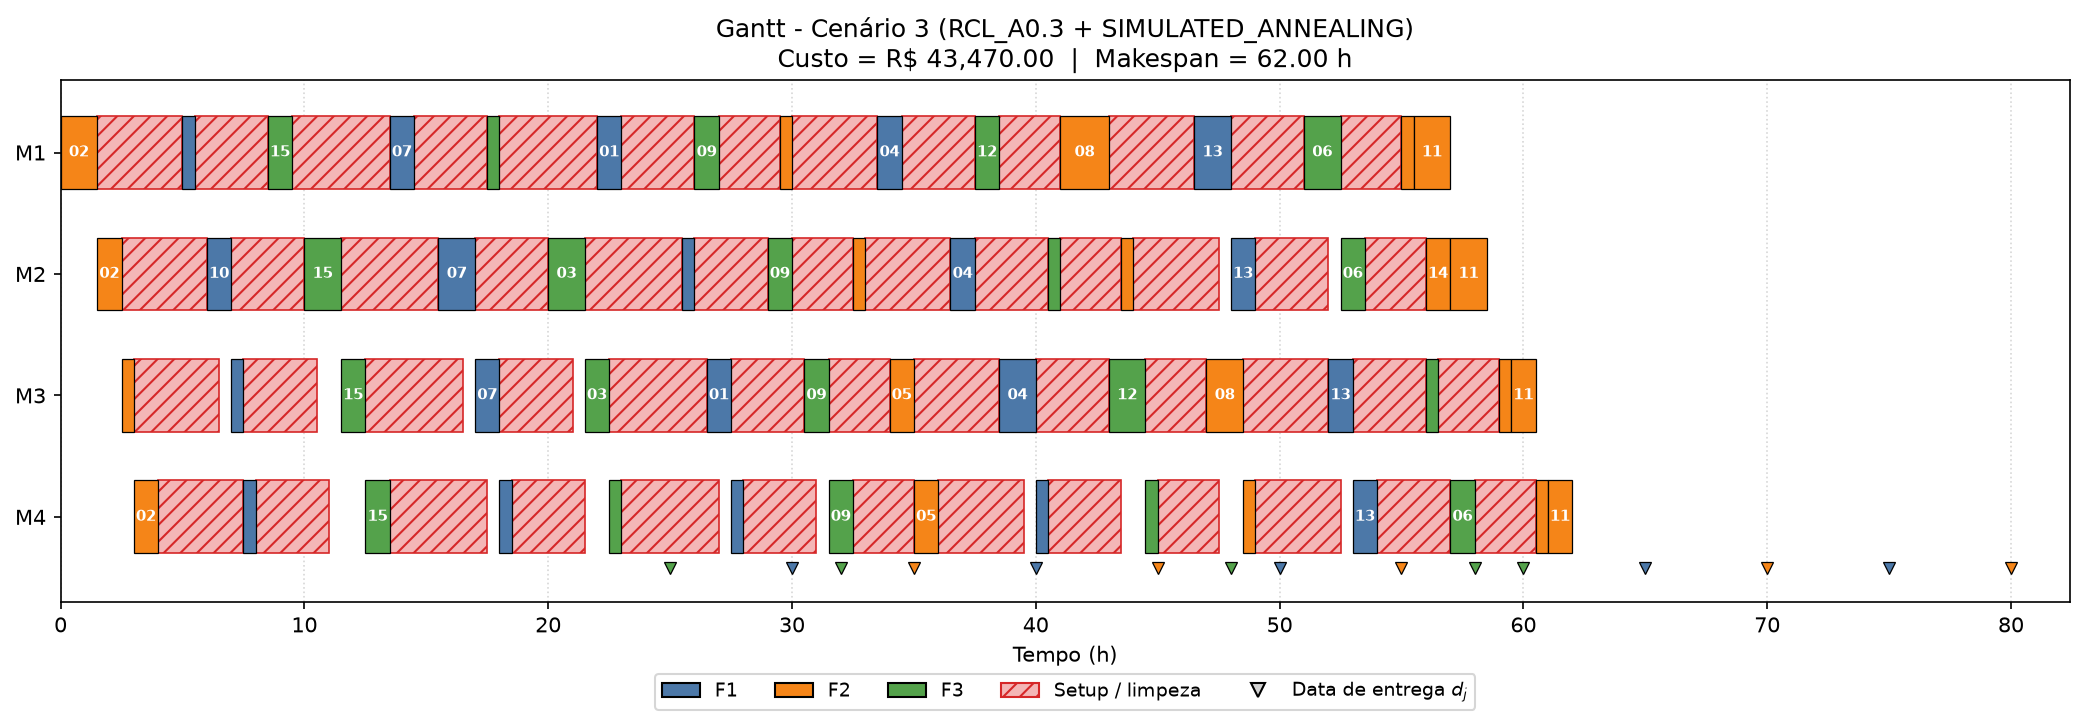 Gantt - Cenário 3 (RCL_A0.3 + SIMULATED_ANNEALING)
Custo = R$ 43,470.00 | Makespan = 62.00 h
M1 02 15 07 01 09 04 12 08 13 06 11
M2 02 10 15 07 03 09 04 13 06 14 11
M3 15 07 03 01 09 05 04 12 08 13 11
M4 02 15 09 05 13 06 11
0 10 20 30 40 50 60 70 80
Tempo (h)
F1 F2 F3 Setup / limpeza Data de entrega dj